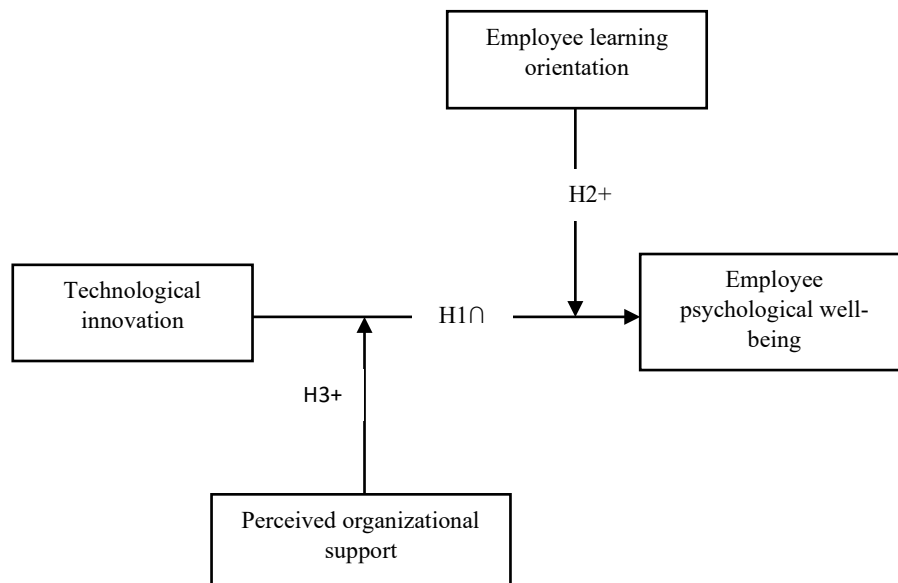 Employee learning
orientation
H2+
Technological
innovation
H1∩
Employee
psychological well-
being
H3+
Perceived organizational
support